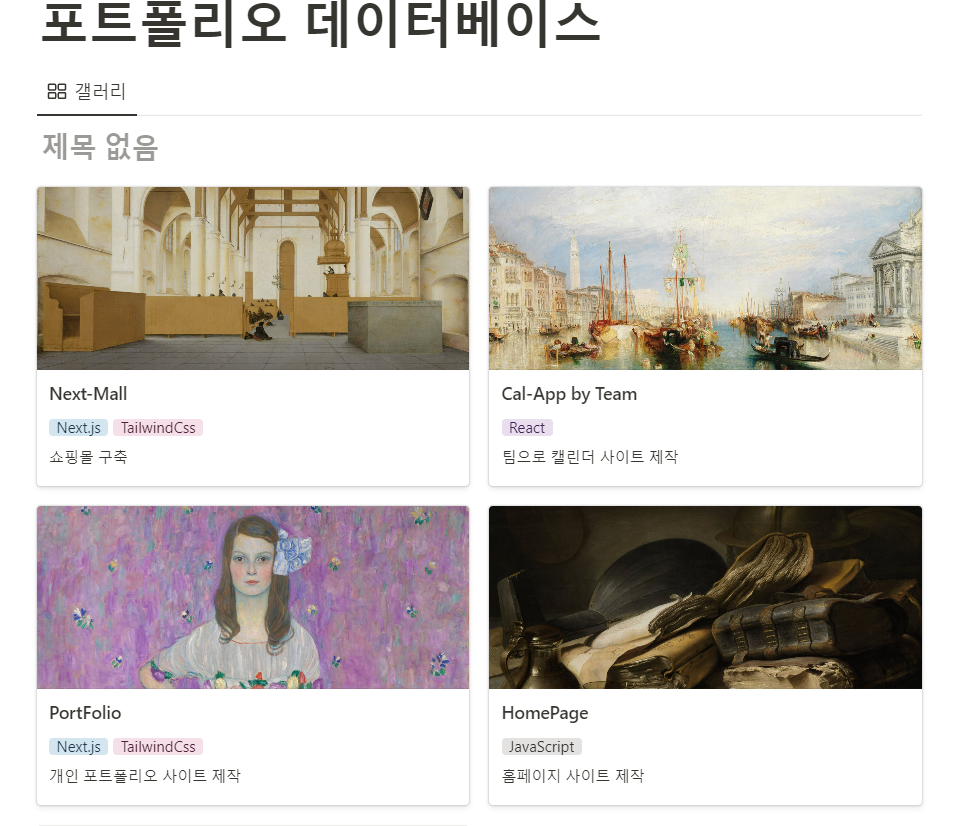 포트폴리오 데이터베이스
갤러리
제목 없음
Next-Mall
Next.js TailwindCss
쇼핑몰 구축
Cal-App by Team
React
팀으로 캘린더 사이트 제작
PortFolio
Next.js TailwindCss
개인 포트폴리오 사이트 제작
HomePage
JavaScript
홈페이지 사이트 제작